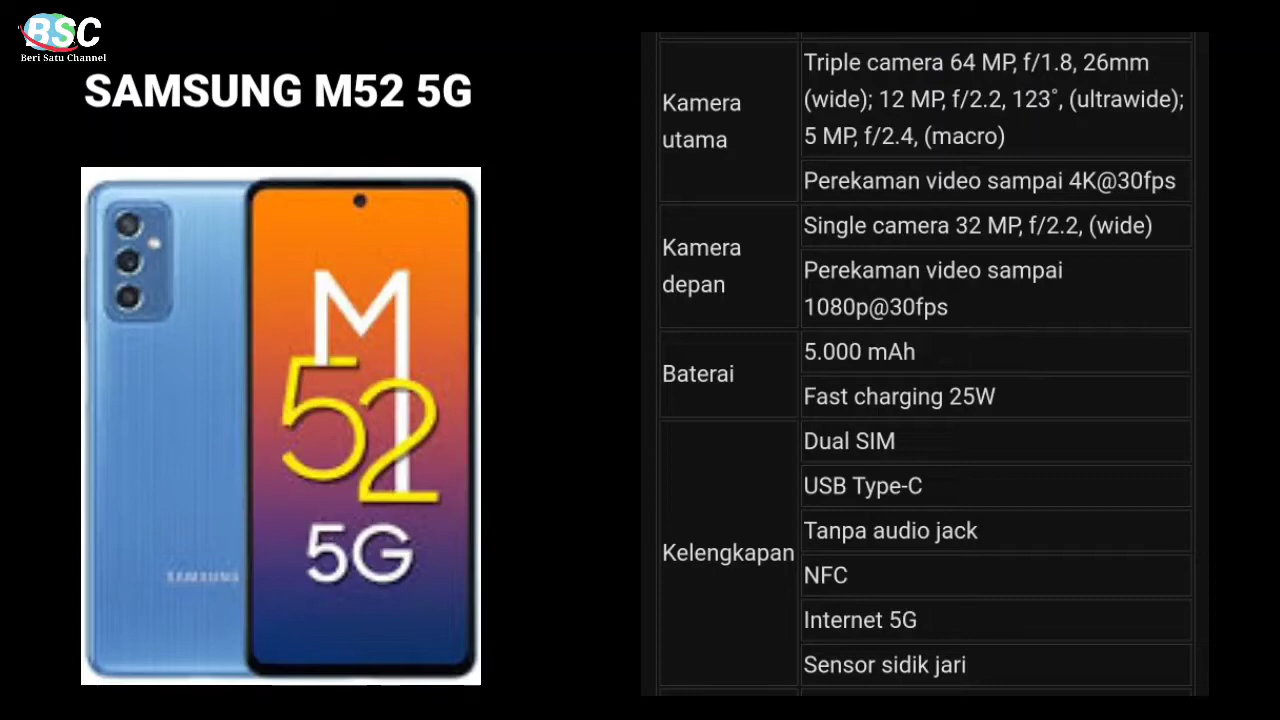 BSC
Beri Satu Channel
SAMSUNG M52 5G
M
52
5G
SAMSUNG
Kamera
utama
Triple camera 64 MP, f/1.8, 26mm
(wide); 12 MP, f/2.2, 123˚, (ultrawide);
5 MP, f/2.4, (macro)
Perekaman video sampai 4K@30fps
Kamera
depan
Single camera 32 MP, f/2.2, (wide)
Perekaman video sampai
1080p@30fps
Baterai
5.000 mAh
Fast charging 25W
Kelengkapan
Dual SIM
USB Type-C
Tanpa audio jack
NFC
Internet 5G
Sensor sidik jari